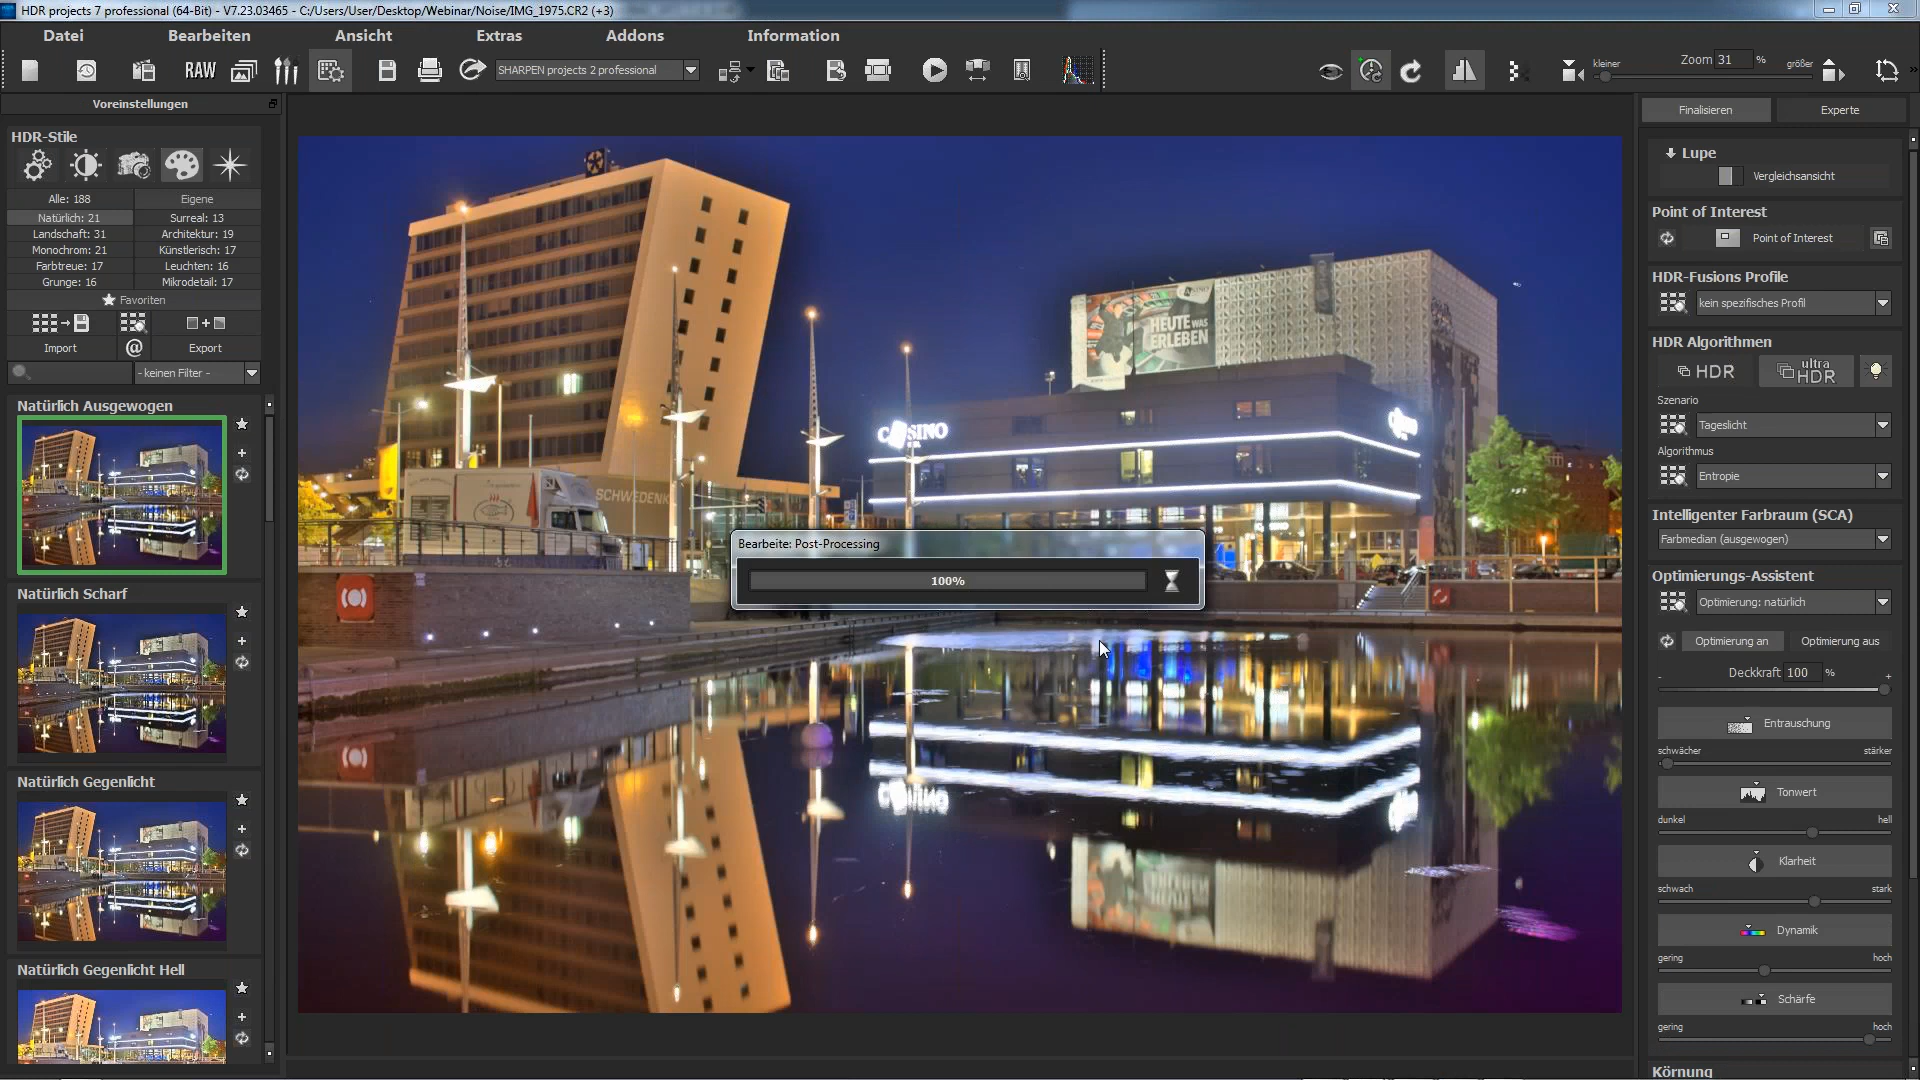 HDR projects 7 professional (64-Bit) - V7.23.03465 - C:/Users/User/Desktop/Webinar/Noise/IMG_1975.CR2 (+3)
Datei Bearbeiten Ansicht Extras Addons Information
RAW SHARPEN projects 2 professional kleiner Zoom 31 % größer
Voreinstellungen
HDR-Stile
Alle: 188 Eigene
Natürlich: 21 Surreal: 13
Landschaft: 31 Architektur: 19
Monochrom: 21 Künstlerisch: 17
Farbtreue: 17 Leuchten: 16
Grunge: 16 Mikrodetail: 17
Favoriten
Import @ Export
- keinen Filter -
Natürlich Ausgewogen
Natürlich Scharf
Natürlich Gegenlicht
Natürlich Gegenlicht Hell
HEUTE WAS
ERLEBEN
SCHWEDENK
Bearbeite: Post-Processing
100%
Finalisieren Experte
Lupe
Vergleichsansicht
Point of Interest
Point of Interest
HDR-Fusions Profile
kein spezifisches Profil
HDR Algorithmen
HDR ultra HDR
Szenario
Tageslicht
Algorithmus
Entropie
Intelligenter Farbraum (SCA)
Farbmedian (ausgewogen)
Optimierungs-Assistent
Optimierung: natürlich
Optimierung an Optimierung aus
- Deckkraft 100 % +
Entrauschung
schwächer stärker
Tonwert
dunkel hell
Klarheit
schwach stark
Dynamik
gering hoch
Schärfe
gering hoch
Körnung